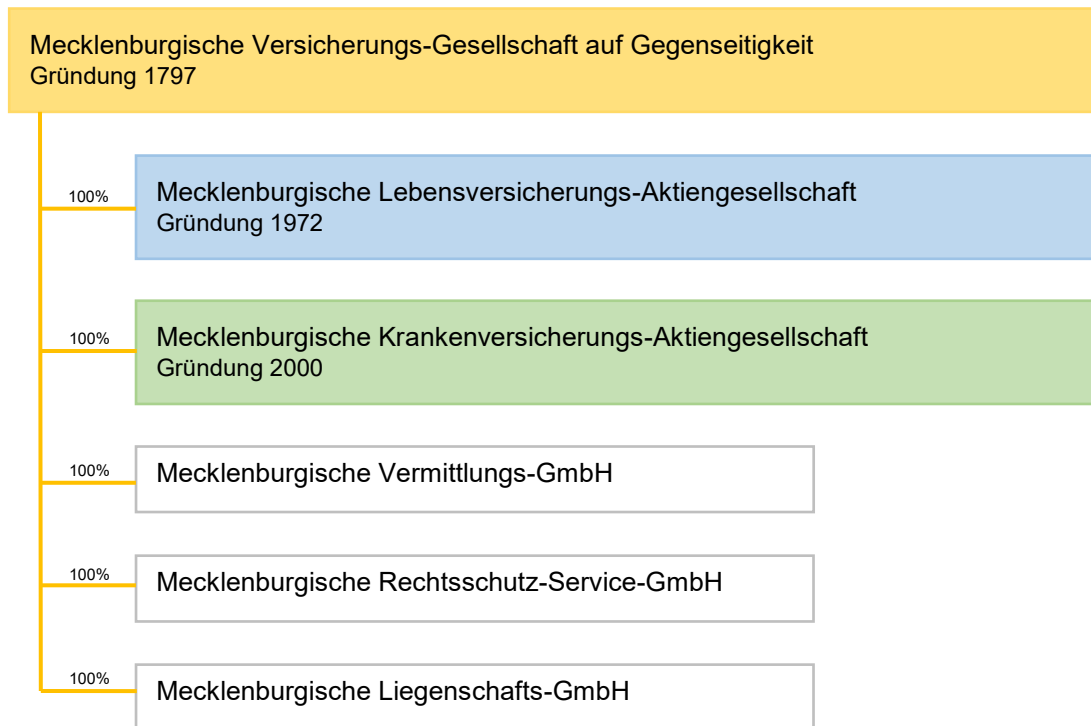 Mecklenburgische Versicherungs-Gesellschaft auf Gegenseitigkeit
Gründung 1797
100%
Mecklenburgische Lebensversicherungs-Aktiengesellschaft
Gründung 1972
100%
Mecklenburgische Krankenversicherungs-Aktiengesellschaft
Gründung 2000
100%
Mecklenburgische Vermittlungs-GmbH
100%
Mecklenburgische Rechtsschutz-Service-GmbH
100%
Mecklenburgische Liegenschafts-GmbH